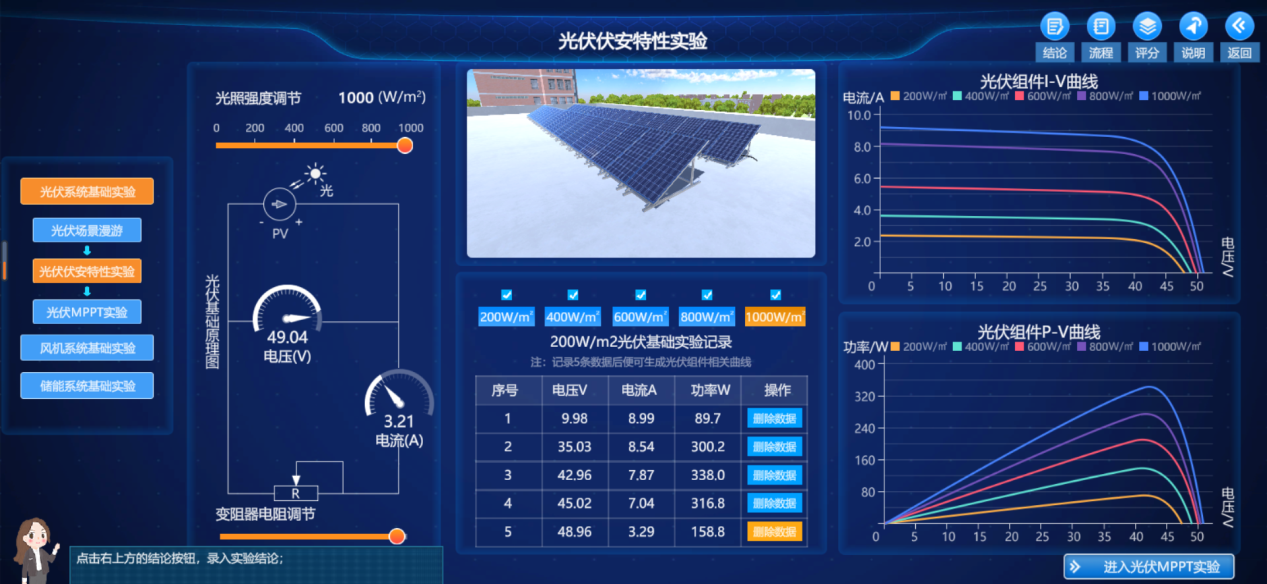 光伏伏安特性实验
结论 流程 评分 说明 返回
光伏系统基础实验
光伏场景漫游
光伏伏安特性实验
光伏MPPT实验
风机系统基础实验
储能系统基础实验
光照强度调节 1000 (W/m²)
0 200 400 600 800 1000
光
- +
PV
光伏基础原理图
49.04
电压(V)
3.21
电流(A)
R
变阻器电阻调节
点击右上方的结论按钮，录入实验结论;
200W/m² 400W/m² 600W/m² 800W/m² 1000W/m²
200W/m2光伏基础实验记录
注：记录5条数据后便可生成光伏组件相关曲线
序号 电压V 电流A 功率W 操作
1 9.98 8.99 89.7 删除数据
2 35.03 8.54 300.2 删除数据
3 42.96 7.87 338.0 删除数据
4 45.02 7.04 316.8 删除数据
5 48.96 3.29 158.8 删除数据
光伏组件I-V曲线
电流/A 200W/㎡ 400W/㎡ 600W/㎡ 800W/㎡ 1000W/㎡
10.0
8.0
6.0
4.0
2.0
0 5 10 15 20 25 30 35 40 45 50
电压/V
光伏组件P-V曲线
功率/W 200W/㎡ 400W/㎡ 600W/㎡ 800W/㎡ 1000W/㎡
400
320
240
160
80
0 5 10 15 20 25 30 35 40 45 50
电压/V
进入光伏MPPT实验